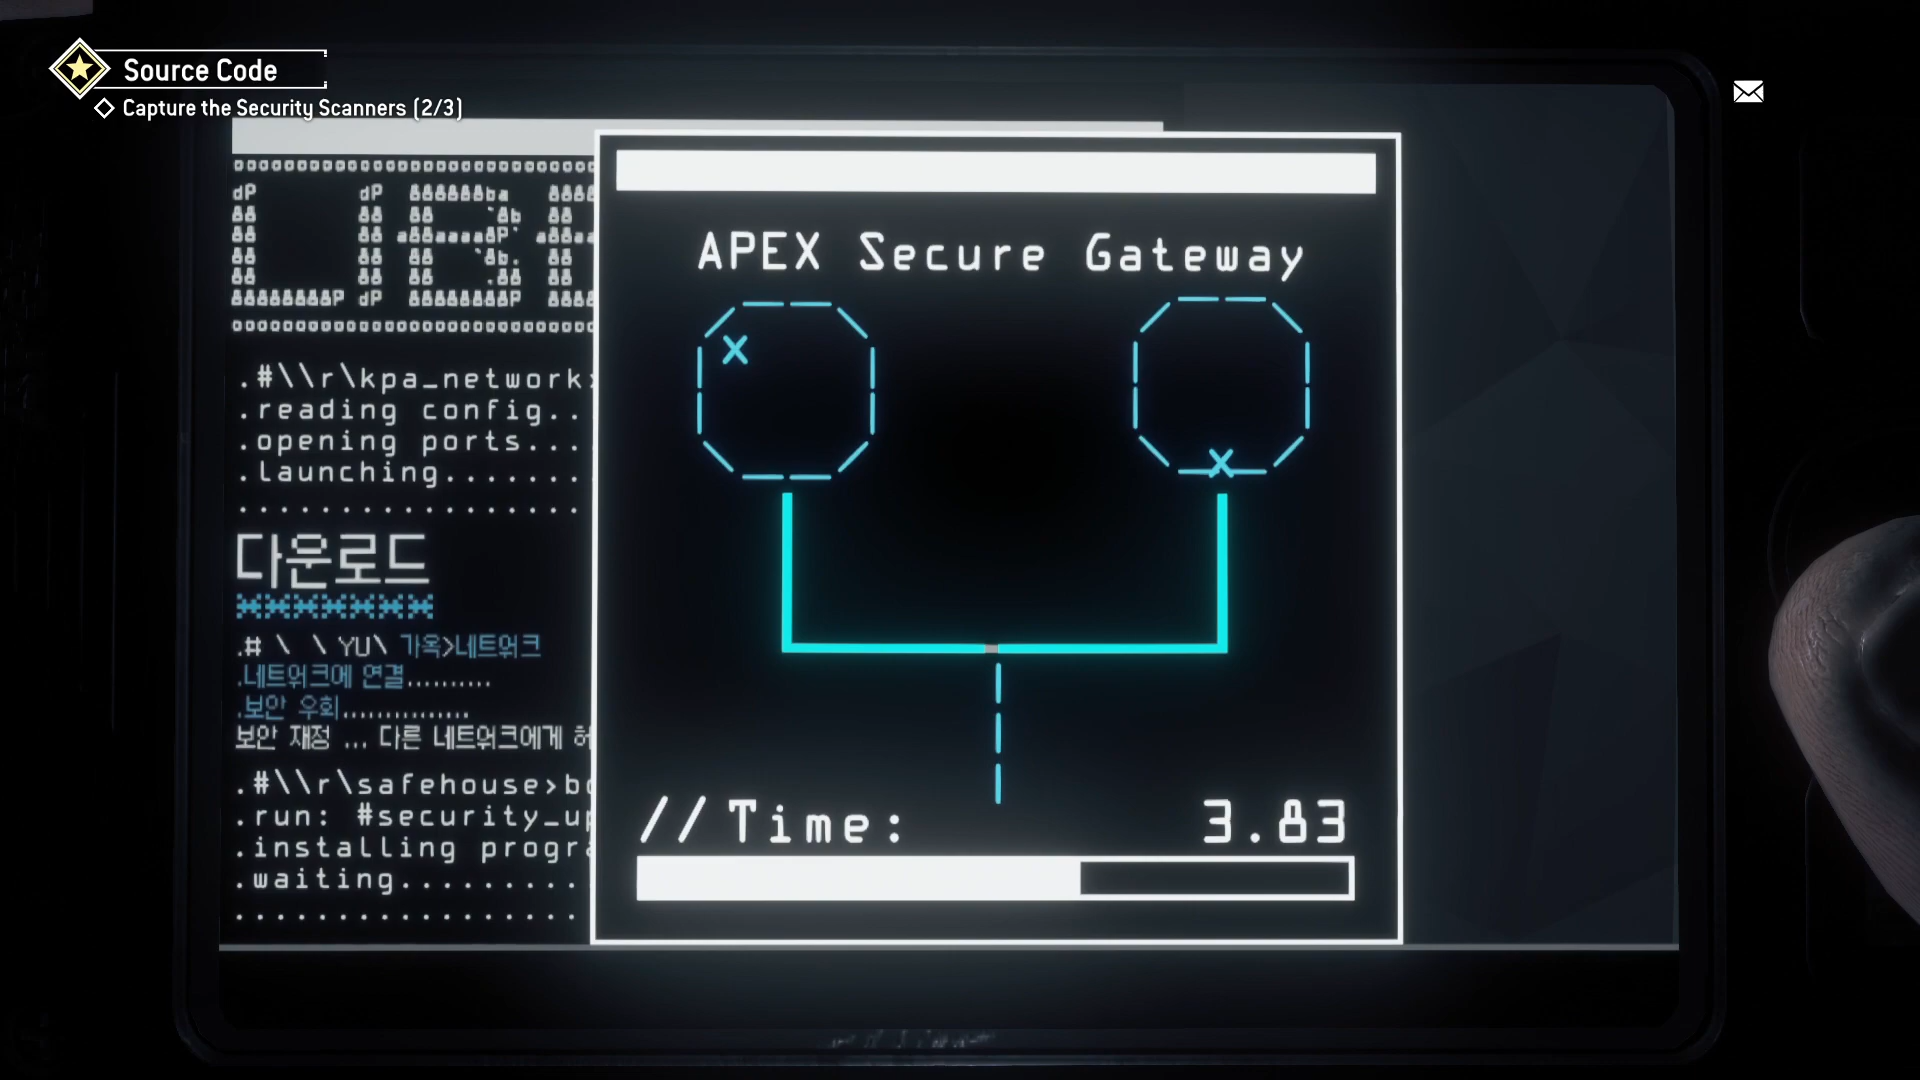 Source Code
Capture the Security Scanners (2/3)
APEX Secure Gateway
.#\\r\kpa_network>
.reading config..
.opening ports...
.launching.......
.................
다운로드
.# \ \ YU\ 가옥>네트워크
.네트워크에 연결..........
.보안 우회...............
보안 재정 ... 다른 네트워크에게
.#\\r\safehouse>
.run: #security_up
.installing progra
.waiting.........
.................
//Time: 3.83